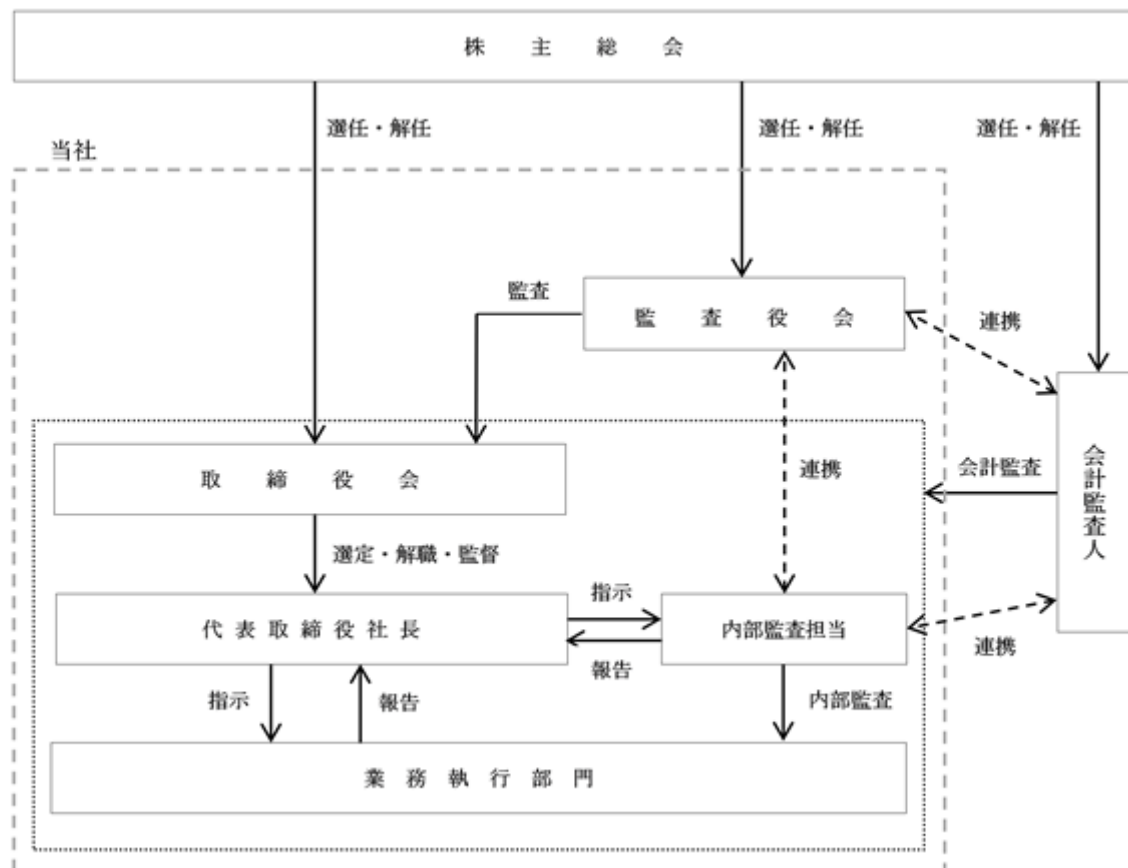 株主総会
選任・解任
選任・解任
選任・解任
当社
監査
監査役会
連携
取締役会
連携
会計監査
会計監査人
選定・解職・監督
指示
代表取締役社長
内部監査担当
報告
連携
指示
報告
内部監査
業務執行部門